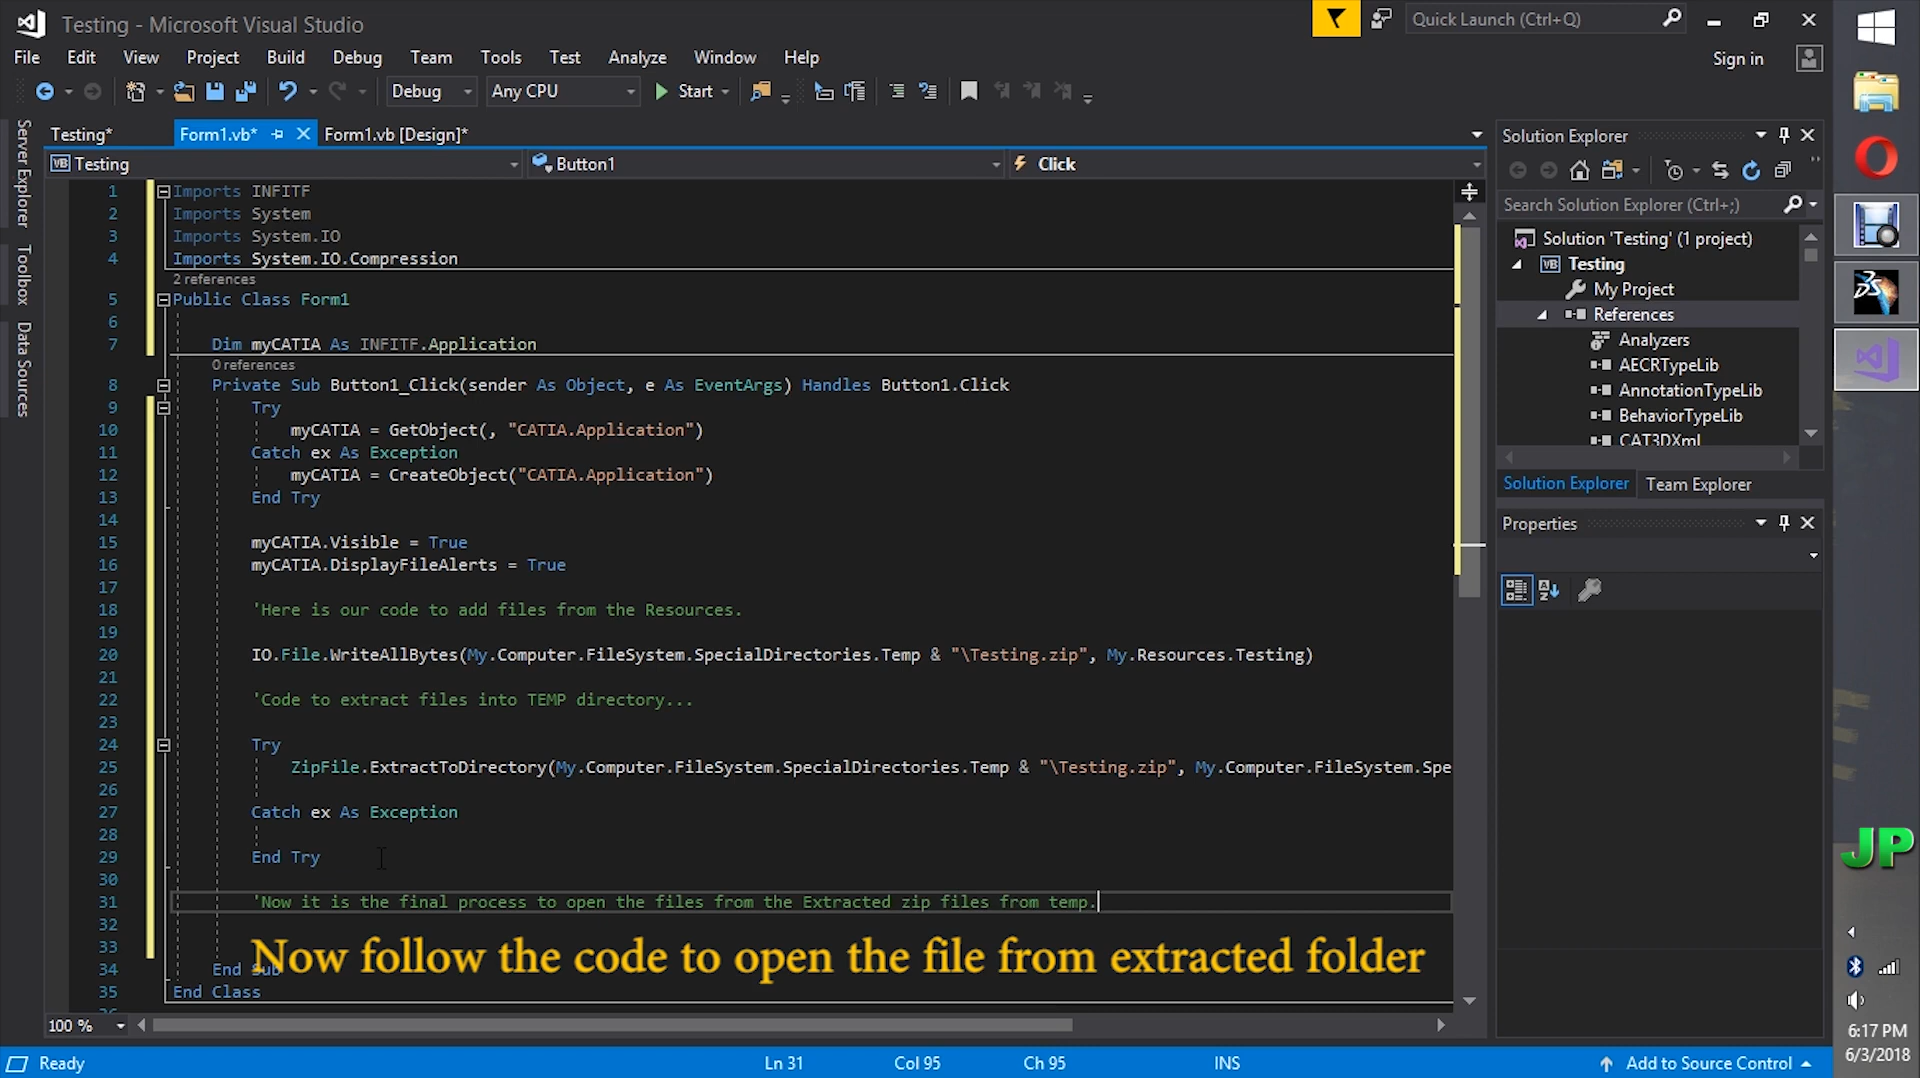 Testing - Microsoft Visual Studio
Quick Launch (Ctrl+Q)
File Edit View Project Build Debug Team Tools Test Analyze Window Help
Sign in
Debug Any CPU Start
Server Explorer
Toolbox
Data Sources
Testing* Form1.vb* Form1.vb [Design]*
VB Testing Button1 Click
1 Imports INFITF
2 Imports System
3 Imports System.IO
4 Imports System.IO.Compression
2 references
5 Public Class Form1
6
7 Dim myCATIA As INFITF.Application
0 references
8 Private Sub Button1_Click(sender As Object, e As EventArgs) Handles Button1.Click
9 Try
10 myCATIA = GetObject(, "CATIA.Application")
11 Catch ex As Exception
12 myCATIA = CreateObject("CATIA.Application")
13 End Try
14
15 myCATIA.Visible = True
16 myCATIA.DisplayFileAlerts = True
17
18 'Here is our code to add files from the Resources.
19
20 IO.File.WriteAllBytes(My.Computer.FileSystem.SpecialDirectories.Temp & "\Testing.zip", My.Resources.Testing)
21
22 'Code to extract files into TEMP directory...
23
24 Try
25 ZipFile.ExtractToDirectory(My.Computer.FileSystem.SpecialDirectories.Temp & "\Testing.zip", My.Computer.FileSystem.Spe
26
27 Catch ex As Exception
28
29 End Try
30
31 'Now it is the final process to open the files from the Extracted zip files from temp.
32
33
Now follow the code to open the file from extracted folder
34 End Sub
35 End Class
100 %
Solution Explorer
Search Solution Explorer (Ctrl+;)
Solution 'Testing' (1 project)
VB Testing
My Project
References
Analyzers
AECRTypeLib
AnnotationTypeLib
BehaviorTypeLib
CAT3DXml
Solution Explorer Team Explorer
Properties
JP
6:17 PM
6/3/2018
Ready Ln 31 Col 95 Ch 95 INS Add to Source Control